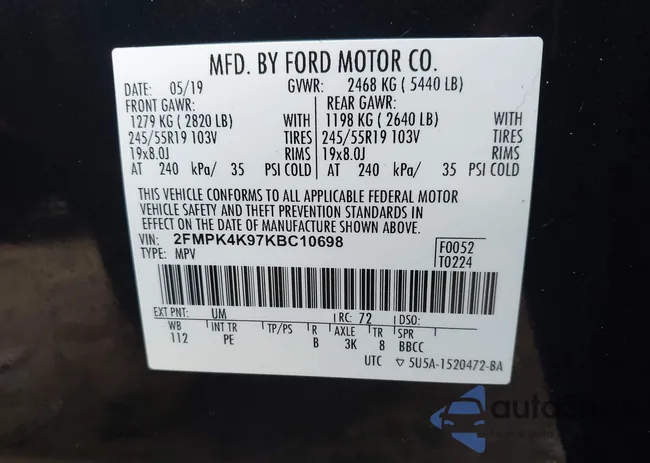 MFD. BY FORD MOTOR CO.
DATE: 05/19 GVWR: 2468 KG ( 5440 LB)
FRONT GAWR: REAR GAWR:
1279 KG ( 2820 LB) WITH 1198 KG ( 2640 LB) WITH
245/55R19 103V TIRES 245/55R19 103V TIRES
19x8.0J RIMS 19x8.0J RIMS
AT 240 kPa/ 35 PSI COLD AT 240 kPa/ 35 PSI COLD
THIS VEHICLE CONFORMS TO ALL APPLICABLE FEDERAL MOTOR
VEHICLE SAFETY AND THEFT PREVENTION STANDARDS IN
EFFECT ON THE DATE OF MANUFACTURE SHOWN ABOVE.
VIN: 2FMPK4K97KBC10698 F0052
TYPE: MPV T0224
EXT PNT: UM RC: 72 DSO:
WB INT TR TP/PS R AXLE TR SPR
112 PE B 3K 8 BBCC
UTC ▽ 5U5A-1520472-BA